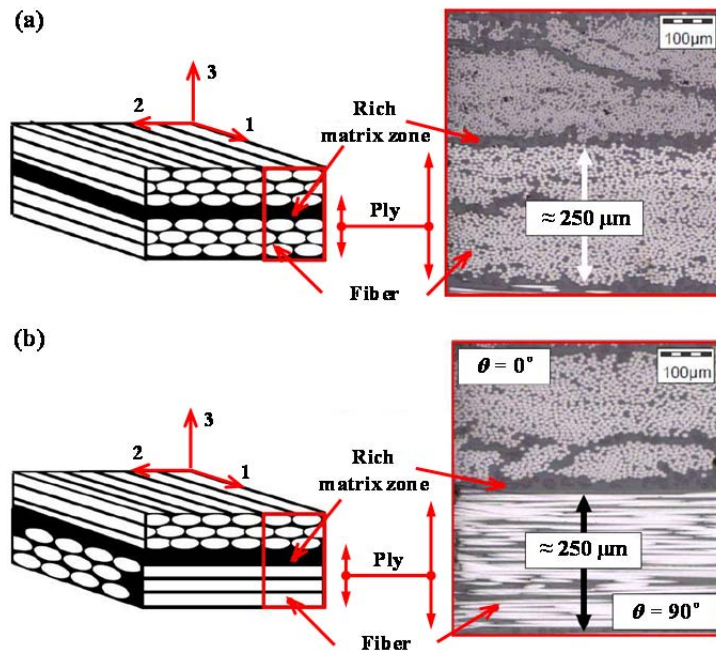 (a)
3
2
1
Rich
matrix zone
Ply
Fiber
100µm
≈ 250 µm
(b)
3
2
1
Rich
matrix zone
Ply
Fiber
θ = 0°
100µm
≈ 250 µm
θ = 90°